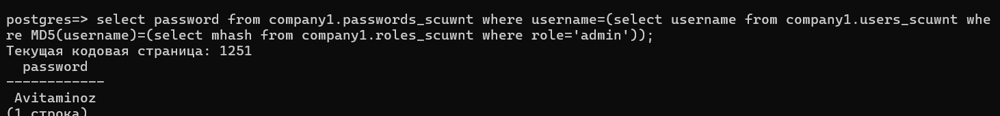 postgres=> select password from company1.passwords_scuwnt where username=(select username from company1.users_scuwnt whe
re MD5(username)=(select mhash from company1.roles_scuwnt where role='admin'));
Текущая кодовая страница: 1251
  password
------------
 Avitaminoz
(1 строка)